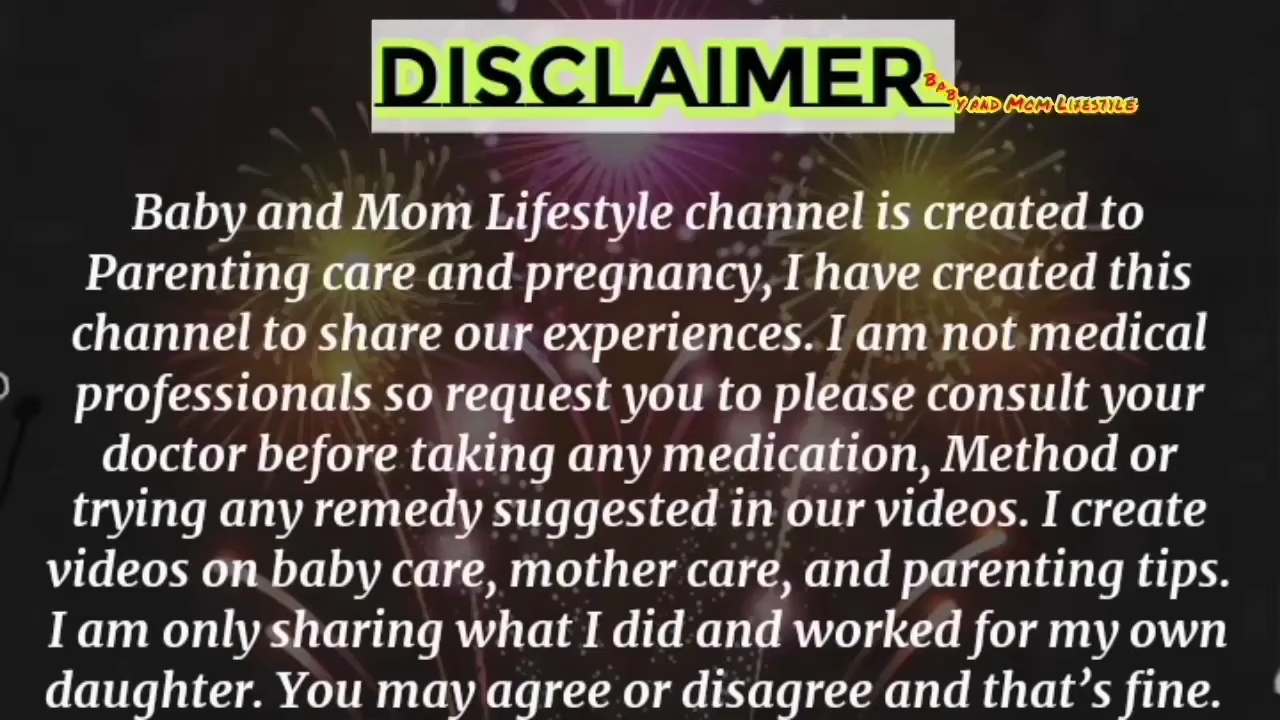 DISCLAIMER
BABY AND MOM LIFESTILE
Baby and Mom Lifestyle channel is created to
Parenting care and pregnancy, I have created this
channel to share our experiences. I am not medical
professionals so request you to please consult your
doctor before taking any medication, Method or
trying any remedy suggested in our videos. I create
videos on baby care, mother care, and parenting tips.
I am only sharing what I did and worked for my own
daughter. You may agree or disagree and that’s fine.